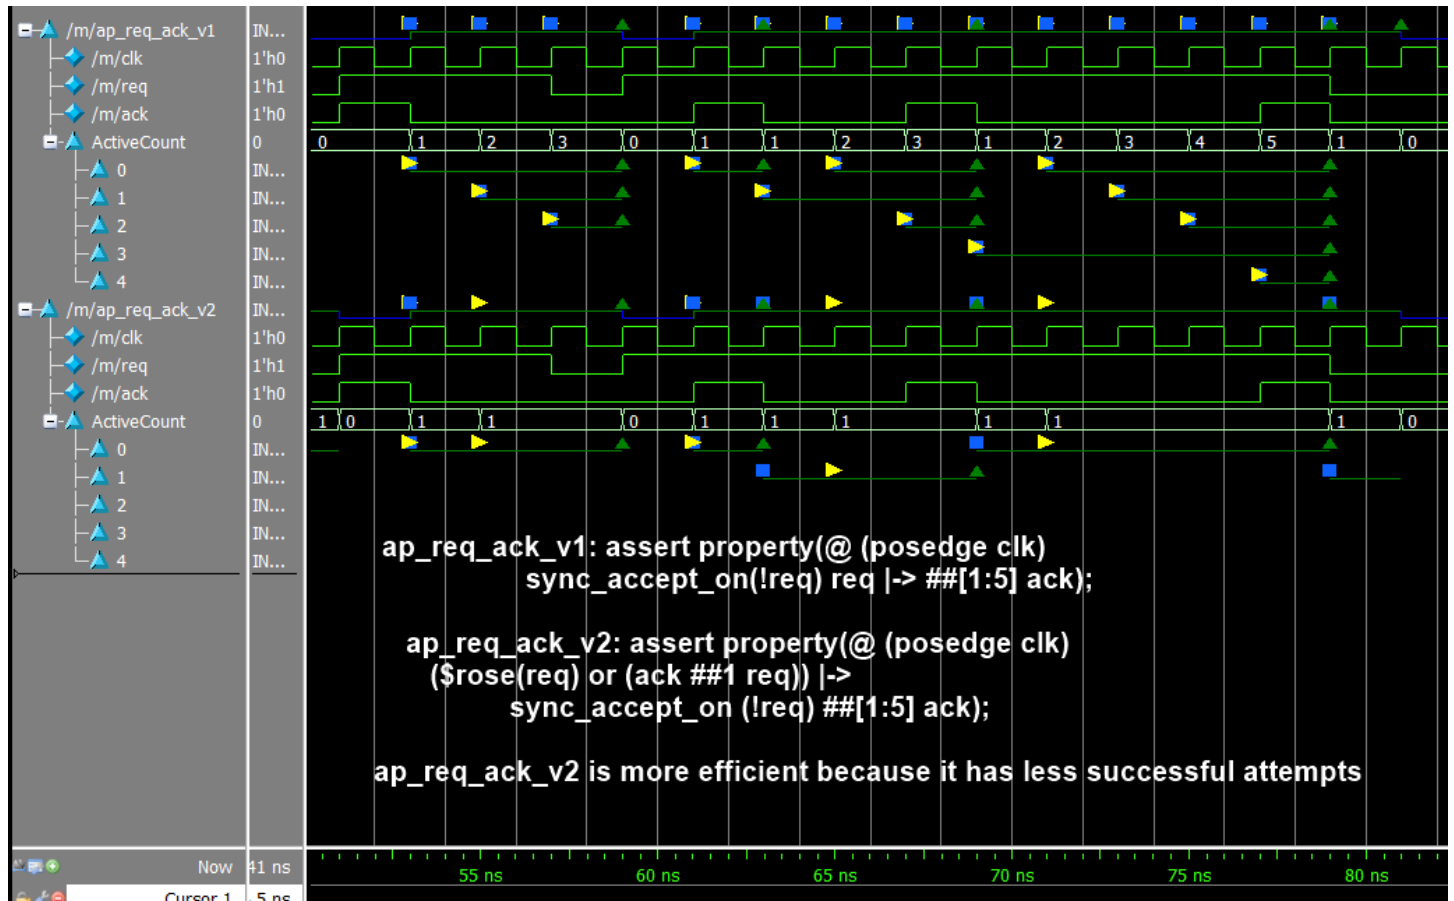 /m/ap_req_ack_v1 IN...
/m/clk 1'h0
/m/req 1'h1
/m/ack 1'h0
ActiveCount 0 0 1 2 3 0 1 1 2 3 1 2 3 4 5 1 0
0 IN...
1 IN...
2 IN...
3 IN...
4 IN...
/m/ap_req_ack_v2 IN...
/m/clk 1'h0
/m/req 1'h1
/m/ack 1'h0
ActiveCount 0 1 0 1 1 0 1 1 1 1 1 1 0
0 IN...
1 IN...
2 IN...
3 IN...
4 IN...
ap_req_ack_v1: assert property(@ (posedge clk)
sync_accept_on(!req) req |-> ##[1:5] ack);
ap_req_ack_v2: assert property(@ (posedge clk)
($rose(req) or (ack ##1 req)) |->
sync_accept_on (!req) ##[1:5] ack);
ap_req_ack_v2 is more efficient because it has less successful attempts
Now 41 ns
55 ns 60 ns 65 ns 70 ns 75 ns 80 ns
Cursor 1 5 ns